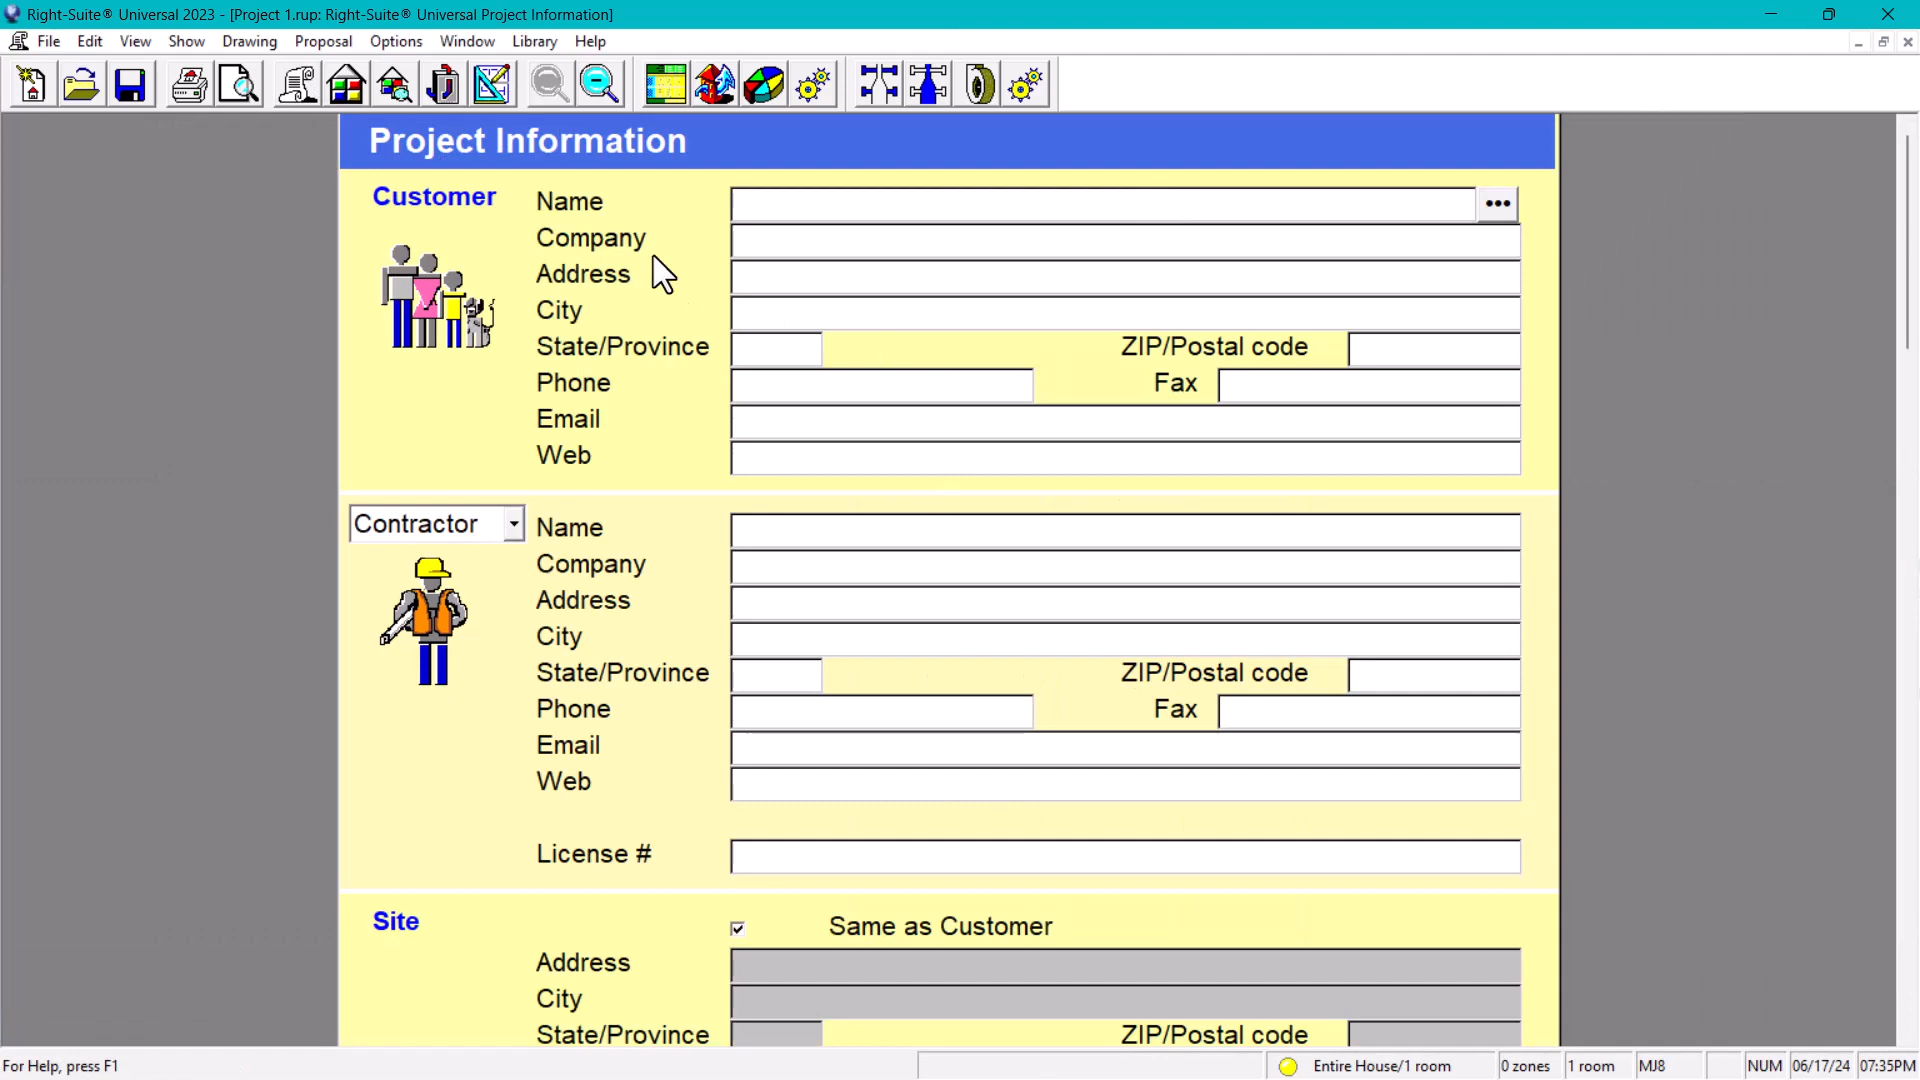 Right-Suite® Universal 2023 - [Project 1.rup: Right-Suite® Universal Project Information]
File Edit View Show Drawing Proposal Options Window Library Help
Project Information
Customer
Name
Company
Address
City
State/Province ZIP/Postal code
Phone Fax
Email
Web
Contractor
Name
Company
Address
City
State/Province ZIP/Postal code
Phone Fax
Email
Web
License #
Site
Same as Customer
Address
City
State/Province ZIP/Postal code
For Help, press F1 Entire House/1 room 0 zones 1 room MJ8 NUM 06/17/24 07:35PM